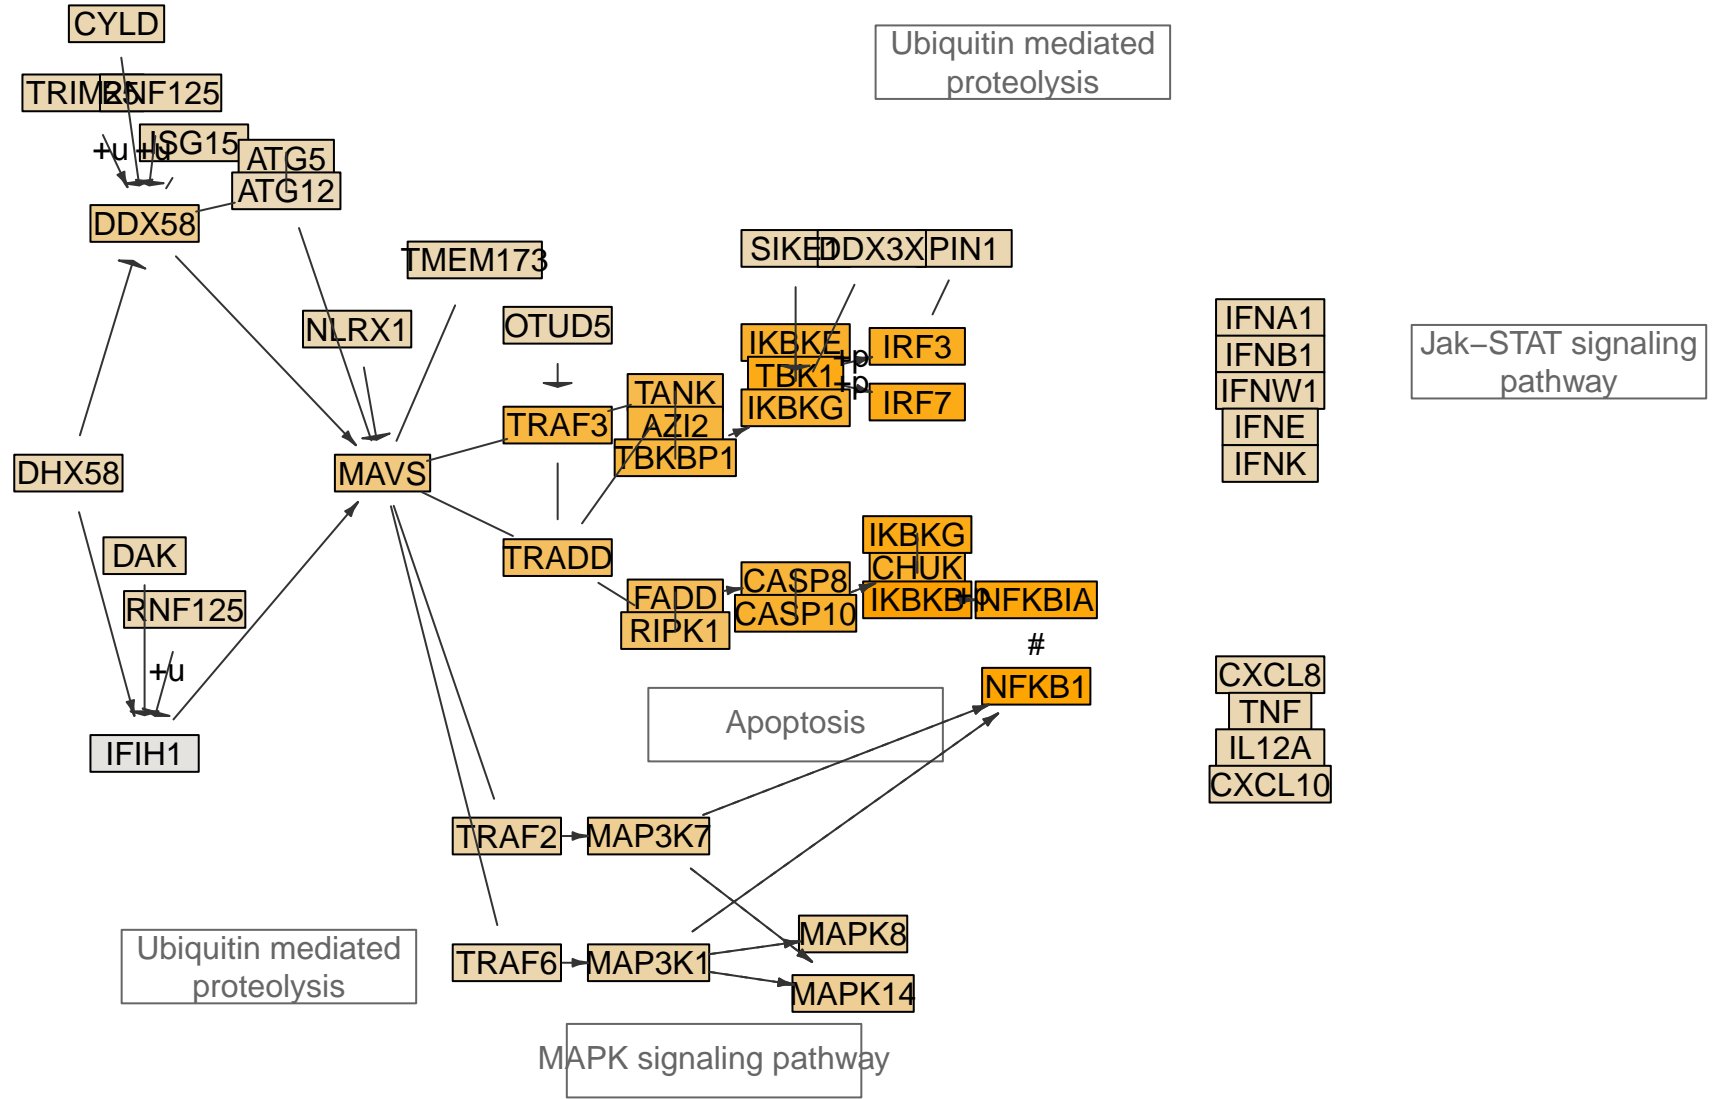 CYLD
Ubiquitin mediated
proteolysis
TRIM25
RNF125
ISG15
+u
+u
ATG5
ATG12
DDX58
TMEM173
SIKE1
DDX3X
PIN1
NLRX1
OTUD5
IKBKE
TBK1
IKBKG
+p
+p
IRF3
IRF7
IFNA1
IFNB1
IFNW1
IFNE
IFNK
Jak−STAT signaling
pathway
TANK
AZI2
TBKBP1
TRAF3
DHX58
MAVS
DAK
RNF125
+u
IFIH1
TRADD
FADD
RIPK1
CASP8
CASP10
IKBKG
CHUK
IKBKB
+p
NFKBIA
#
NFKB1
Apoptosis
CXCL8
TNF
IL12A
CXCL10
TRAF2
MAP3K7
TRAF6
MAP3K1
MAPK8
MAPK14
Ubiquitin mediated
proteolysis
MAPK signaling pathway